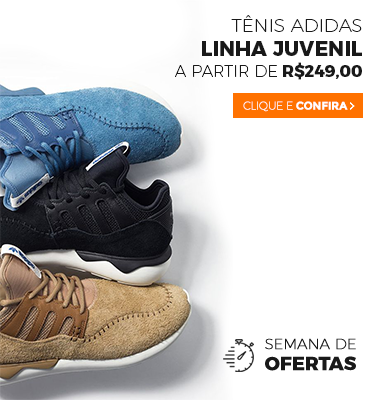 TÊNIS ADIDAS
LINHA JUVENIL
A PARTIR DE R$249,00
CLIQUE E CONFIRA >
SEMANA DE
OFERTAS